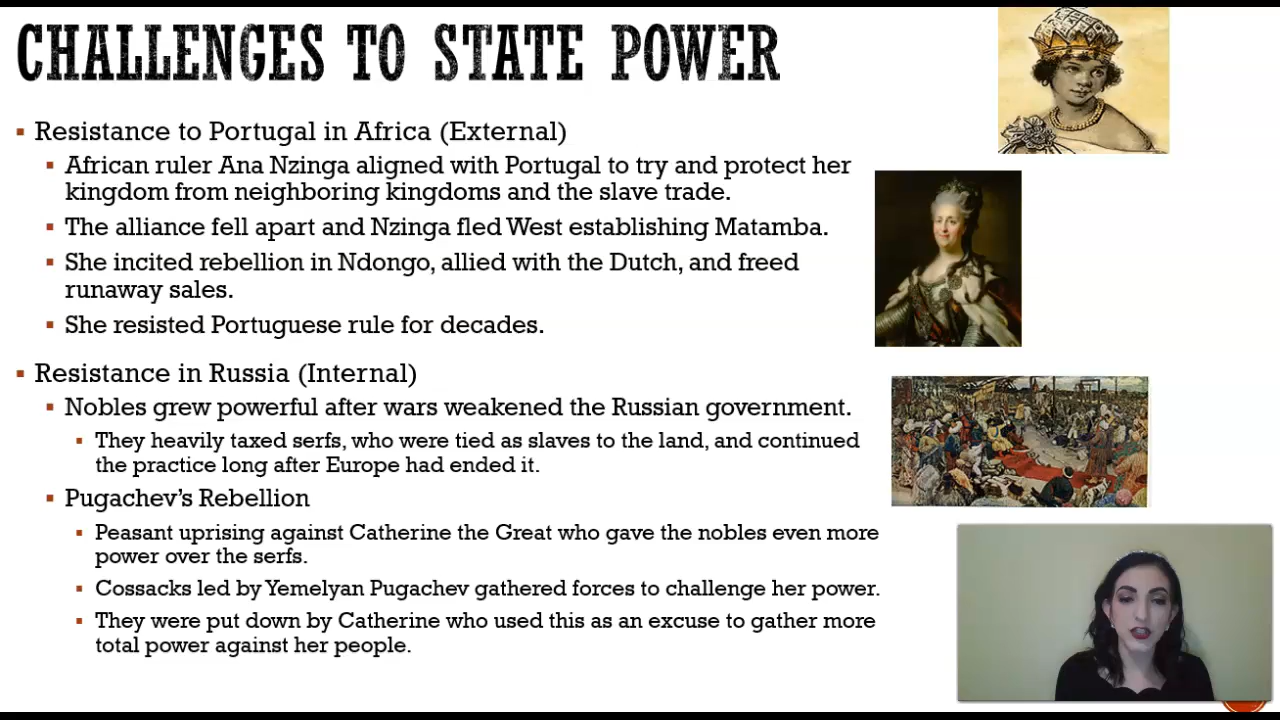 CHALLENGES TO STATE POWER
Resistance to Portugal in Africa (External)
African ruler Ana Nzinga aligned with Portugal to try and protect her
kingdom from neighboring kingdoms and the slave trade.
The alliance fell apart and Nzinga fled West establishing Matamba.
She incited rebellion in Ndongo, allied with the Dutch, and freed
runaway sales.
She resisted Portuguese rule for decades.
Resistance in Russia (Internal)
Nobles grew powerful after wars weakened the Russian government.
They heavily taxed serfs, who were tied as slaves to the land, and continued
the practice long after Europe had ended it.
Pugachev's Rebellion
Peasant uprising against Catherine the Great who gave the nobles even more
power over the serfs.
Cossacks led by Yemelyan Pugachev gathered forces to challenge her power.
They were put down by Catherine who used this as an excuse to gather more
total power against her people.